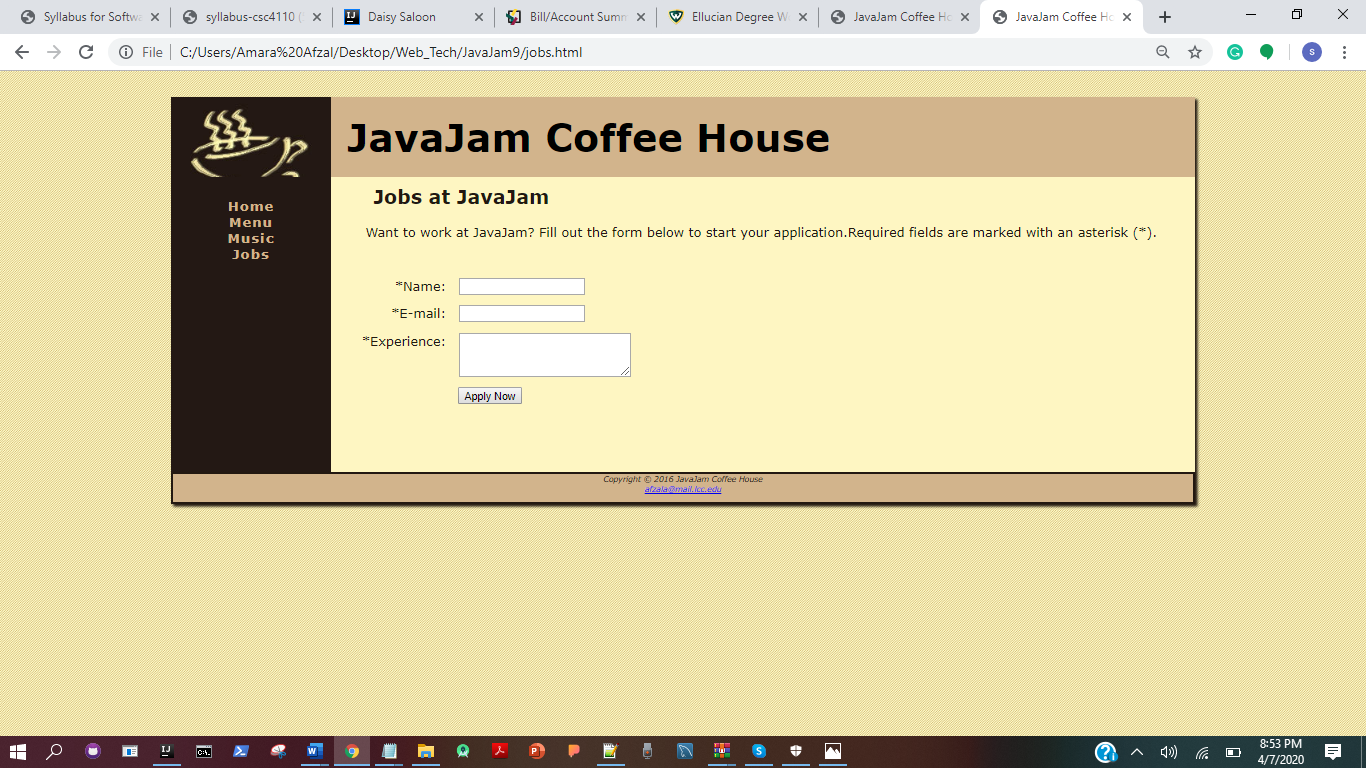 Syllabus for Softwa
syllabus-csc4110 (
Daisy Saloon
Bill/Account Summ
Ellucian Degree Wo
JavaJam Coffee Ho
JavaJam Coffee Ho
File
C:/Users/Amara%20Afzal/Desktop/Web_Tech/JavaJam9/jobs.html
S
JavaJam Coffee House
Home
Menu
Music
Jobs
Jobs at JavaJam
Want to work at JavaJam? Fill out the form below to start your application.Required fields are marked with an asterisk (*).
*Name:
*E-mail:
*Experience:
Apply Now
Copyright © 2016 JavaJam Coffee House
afzala@mail.lcc.edu
8:53 PM
4/7/2020